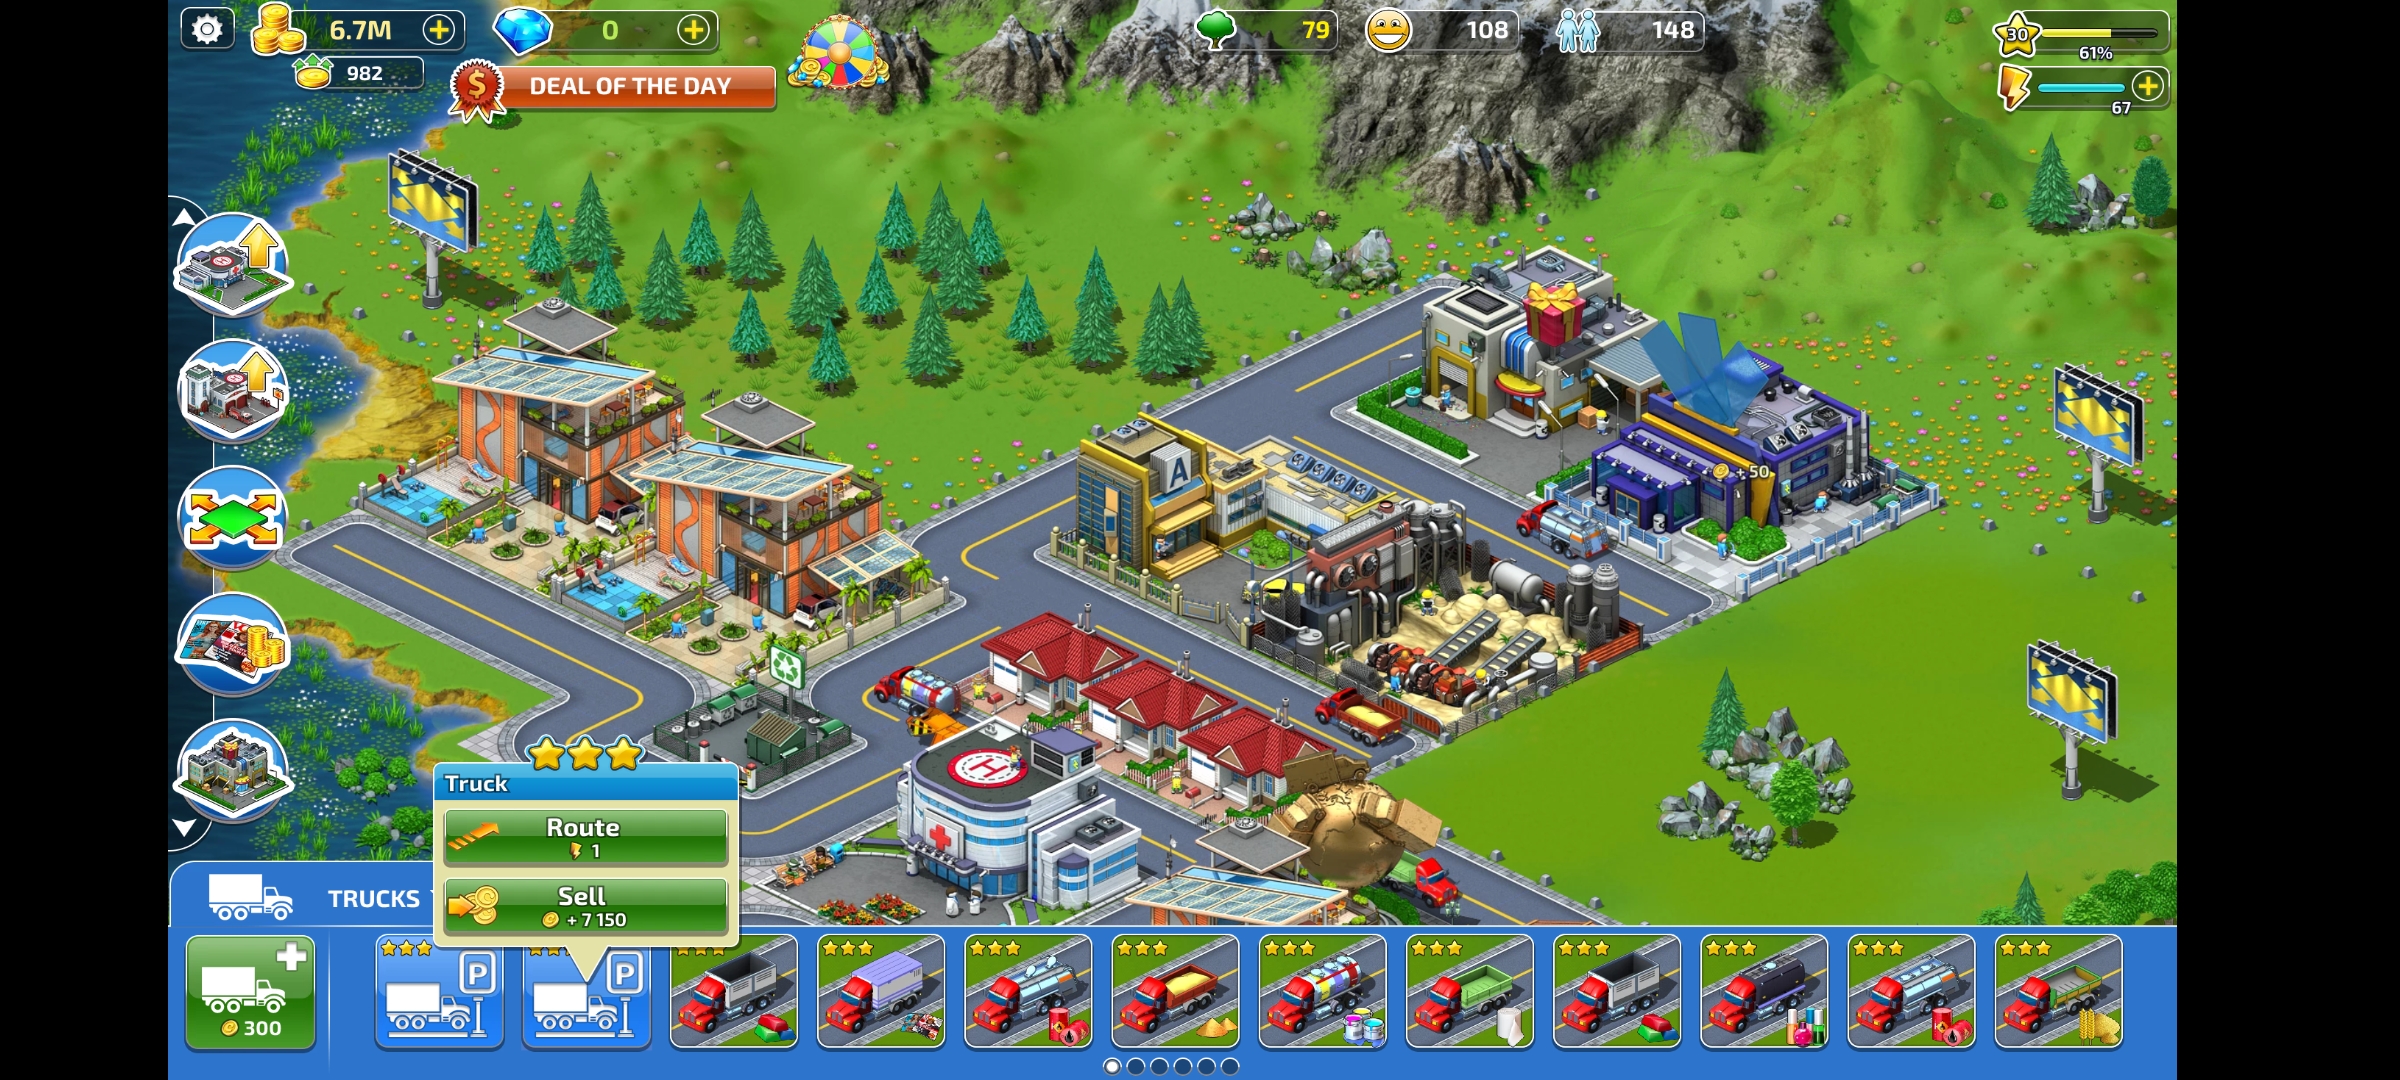 6.7M
0
79
108
148
30
61%
982
DEAL OF THE DAY
67
A
+50
H
Truck
Route
1
Sell
+7 150
TRUCKS
P
P
300